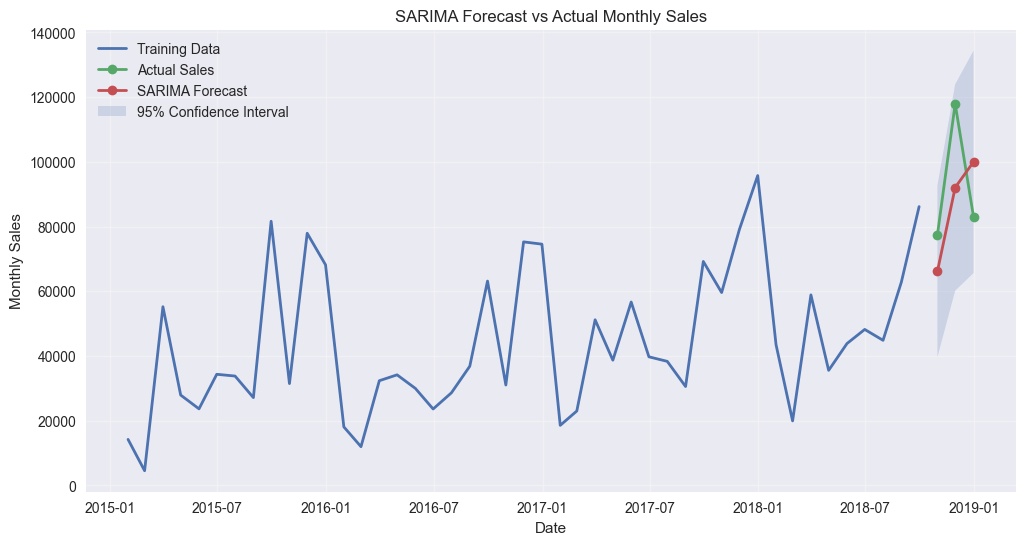 SARIMA Forecast vs Actual Monthly Sales
Training Data
Actual Sales
SARIMA Forecast
95% Confidence Interval
Monthly Sales
140000
120000
100000
80000
60000
40000
20000
0
2015-01 2015-07 2016-01 2016-07 2017-01 2017-07 2018-01 2018-07 2019-01
Date